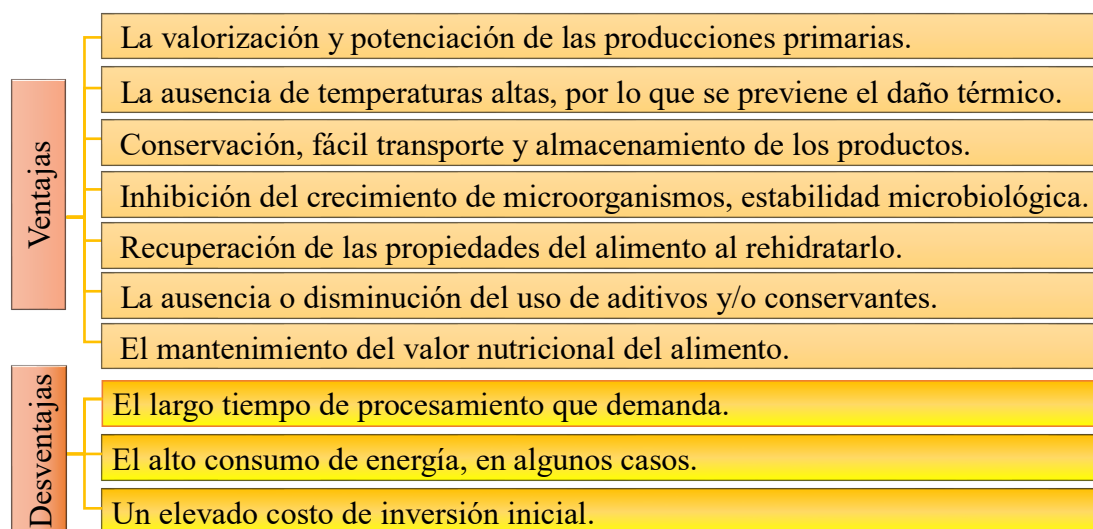 Ventajas
La valorización y potenciación de las producciones primarias.
La ausencia de temperaturas altas, por lo que se previene el daño térmico.
Conservación, fácil transporte y almacenamiento de los productos.
Inhibición del crecimiento de microorganismos, estabilidad microbiológica.
Recuperación de las propiedades del alimento al rehidratarlo.
La ausencia o disminución del uso de aditivos y/o conservantes.
El mantenimiento del valor nutricional del alimento.
Desventajas
El largo tiempo de procesamiento que demanda.
El alto consumo de energía, en algunos casos.
Un elevado costo de inversión inicial.